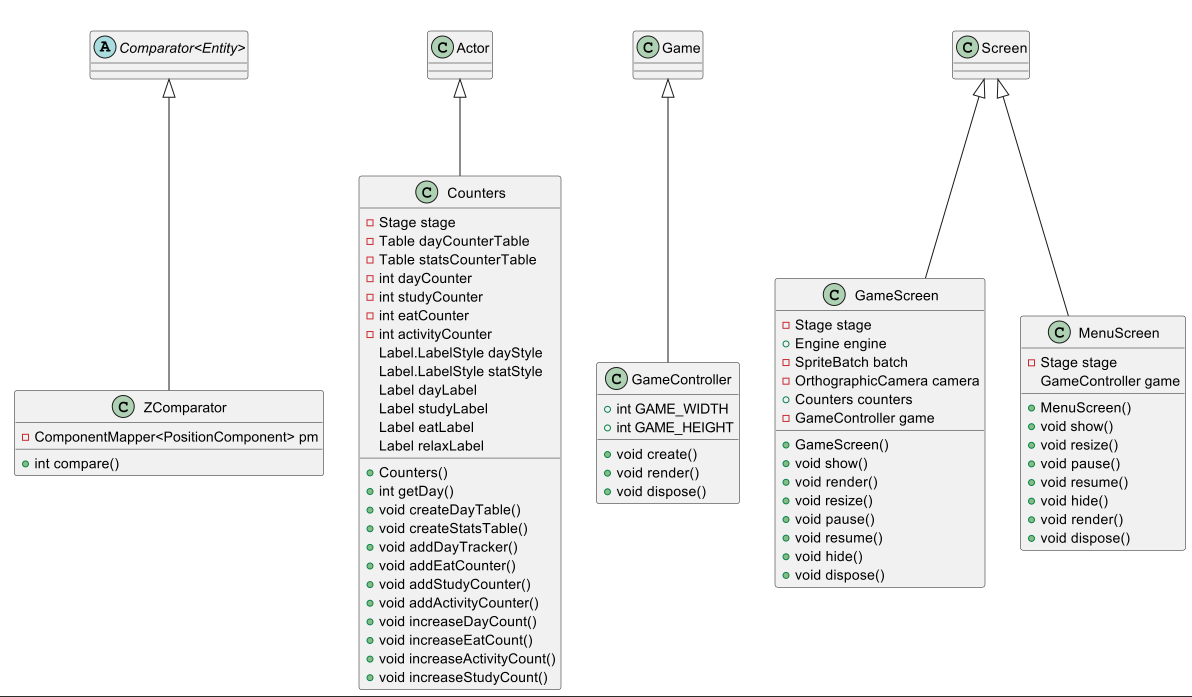 A Comparator<Entity>
C Actor
C Game
C Screen
C Counters
Stage stage
Table dayCounterTable
Table statsCounterTable
int dayCounter
int studyCounter
int eatCounter
int activityCounter
Label.LabelStyle dayStyle
Label.LabelStyle statStyle
Label dayLabel
Label studyLabel
Label eatLabel
Label relaxLabel
Counters()
int getDay()
void createDayTable()
void createStatsTable()
void addDayTracker()
void addEatCounter()
void addStudyCounter()
void addActivityCounter()
void increaseDayCount()
void increaseEatCount()
void increaseActivityCount()
void increaseStudyCount()
C GameScreen
Stage stage
Engine engine
SpriteBatch batch
OrthographicCamera camera
Counters counters
GameController game
GameScreen()
void show()
void render()
void resize()
void pause()
void resume()
void hide()
void dispose()
C MenuScreen
Stage stage
GameController game
MenuScreen()
void show()
void resize()
void pause()
void resume()
void hide()
void render()
void dispose()
C GameController
int GAME_WIDTH
int GAME_HEIGHT
void create()
void render()
void dispose()
C ZComparator
ComponentMapper<PositionComponent> pm
int compare()